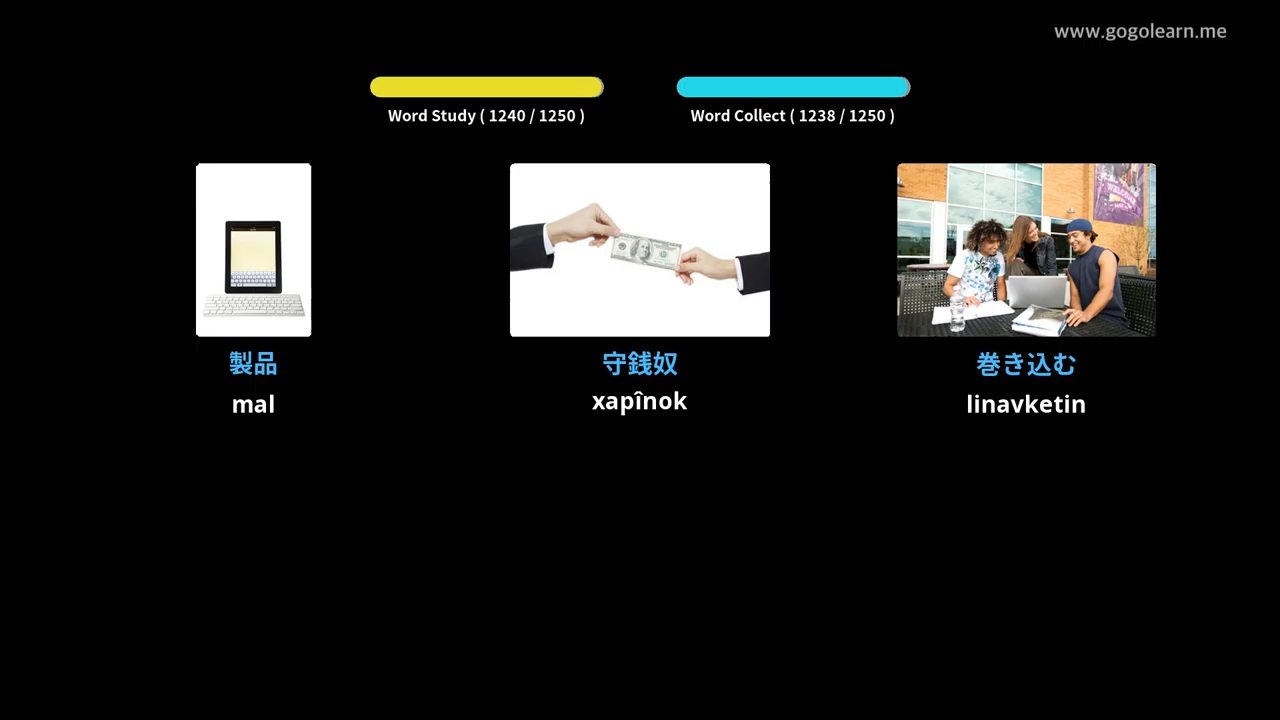 www.gogolearn.me
Word Study ( 1240 / 1250 )
Word Collect ( 1238 / 1250 )
WELCOME
製品
守銭奴
巻き込む
mal
xapînok
linavketin